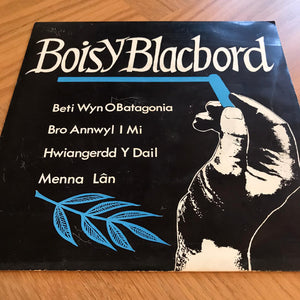 Bois Y Blacbord
Beti Wyn O Batagonia
Bro Annwyl I Mi
Hwiangerdd Y Dail
Menna Lân